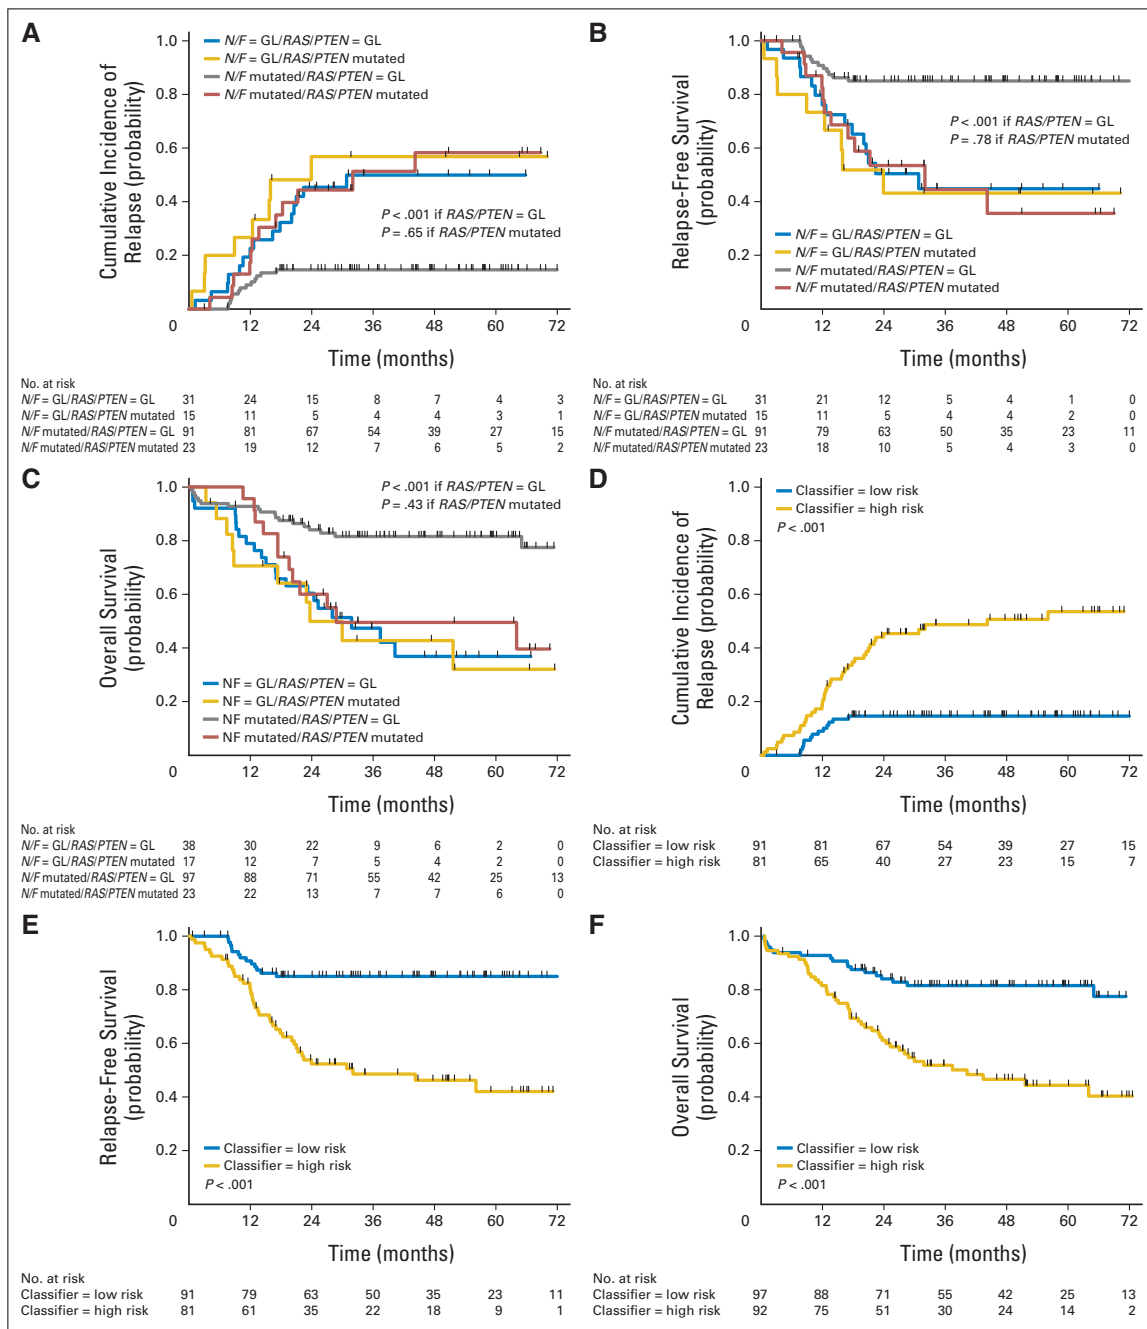 A
N/F = GL/RAS/PTEN = GL
N/F = GL/RAS/PTEN mutated
N/F mutated/RAS/PTEN = GL
N/F mutated/RAS/PTEN mutated
P < .001 if RAS/PTEN = GL
P = .65 if RAS/PTEN mutated
Cumulative Incidence of
Relapse (probability)
1.0
0.8
0.6
0.4
0.2
0 12 24 36 48 60 72
Time (months)
No. at risk
N/F = GL/RAS/PTEN = GL 31 24 15 8 7 4 3
N/F = GL/RAS/PTEN mutated 15 11 5 4 4 3 1
N/F mutated/RAS/PTEN = GL 91 81 67 54 39 27 15
N/F mutated/RAS/PTEN mutated 23 19 12 7 6 5 2
B
P < .001 if RAS/PTEN = GL
P = .78 if RAS/PTEN mutated
N/F = GL/RAS/PTEN = GL
N/F = GL/RAS/PTEN mutated
N/F mutated/RAS/PTEN = GL
N/F mutated/RAS/PTEN mutated
Relapse-Free Survival
(probability)
1.0
0.8
0.6
0.4
0.2
0 12 24 36 48 60 72
Time (months)
No. at risk
N/F = GL/RAS/PTEN = GL 31 21 12 5 4 1 0
N/F = GL/RAS/PTEN mutated 15 11 5 4 4 2 0
N/F mutated/RAS/PTEN = GL 91 79 63 50 35 23 11
N/F mutated/RAS/PTEN mutated 23 18 10 5 4 3 0
C
P < .001 if RAS/PTEN = GL
P = .43 if RAS/PTEN mutated
NF = GL/RAS/PTEN = GL
NF = GL/RAS/PTEN mutated
NF mutated/RAS/PTEN = GL
NF mutated/RAS/PTEN mutated
Overall Survival
(probability)
1.0
0.8
0.6
0.4
0.2
0 12 24 36 48 60 72
Time (months)
No. at risk
N/F = GL/RAS/PTEN = GL 38 30 22 9 6 2 0
N/F = GL/RAS/PTEN mutated 17 12 7 5 4 2 0
N/F mutated/RAS/PTEN = GL 97 88 71 55 42 25 13
N/F mutated/RAS/PTEN mutated 23 22 13 7 7 6 0
D
Classifier = low risk
Classifier = high risk
P < .001
Cumulative Incidence of
Relapse (probability)
1.0
0.8
0.6
0.4
0.2
0 12 24 36 48 60 72
Time (months)
No. at risk
Classifier = low risk 91 81 67 54 39 27 15
Classifier = high risk 81 65 40 27 23 15 7
E
Relapse-Free Survival
(probability)
1.0
0.8
0.6
0.4
0.2
Classifier = low risk
Classifier = high risk
P < .001
0 12 24 36 48 60 72
Time (months)
No. at risk
Classifier = low risk 91 79 63 50 35 23 11
Classifier = high risk 81 61 35 22 18 9 1
F
Overall Survival
(probability)
1.0
0.8
0.6
0.4
0.2
Classifier = low risk
Classifier = high risk
P < .001
0 12 24 36 48 60 72
Time (months)
No. at risk
Classifier = low risk 97 88 71 55 42 25 13
Classifier = high risk 92 75 51 30 24 14 2